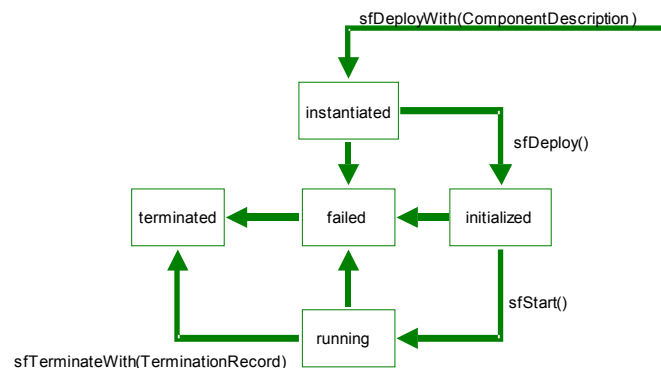 sfDeployWith(ComponentDescription )
instantiated
sfDeploy()
terminated
failed
initialized
sfStart()
running
sfTerminateWith(TerminationRecord)